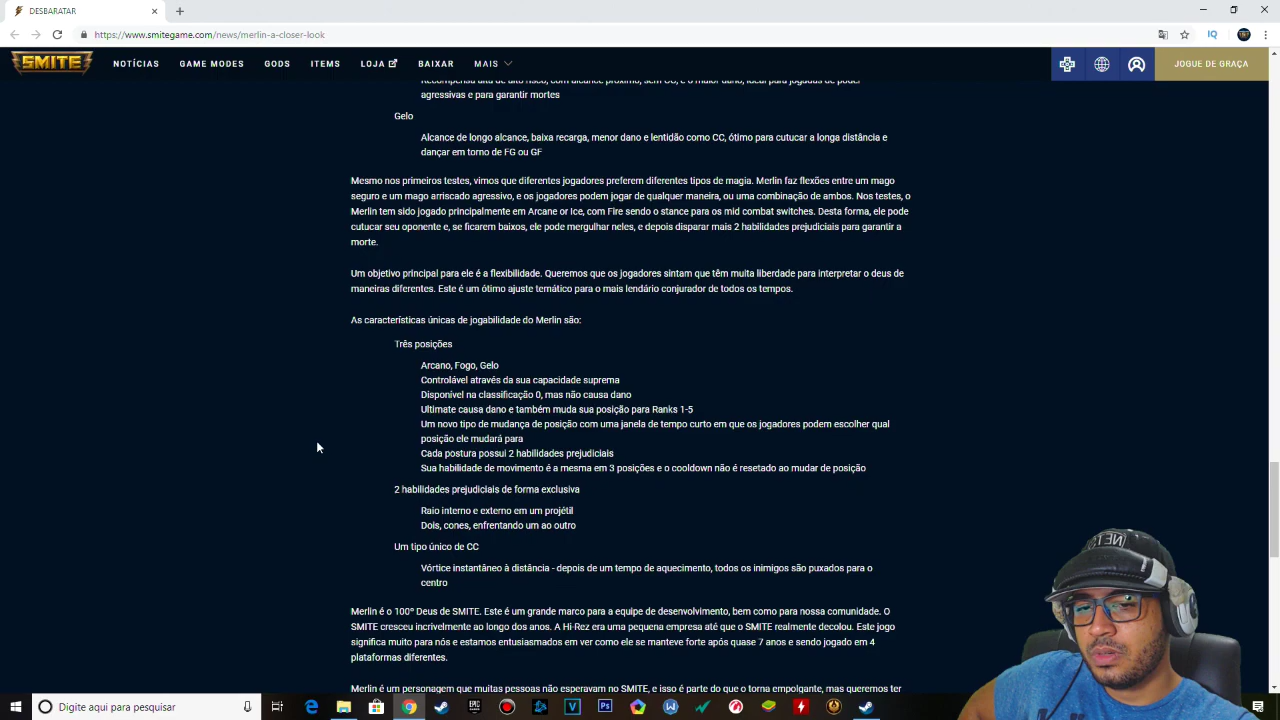 DESBARATAR
https://www.smitegame.com/news/merlin-a-closer-look
IQ
SMITE
NOTÍCIAS
GAME MODES
GODS
ITEMS
LOJA
BAIXAR
MAIS
JOGUE DE GRAÇA
Recompensa alta de alto risco, com alcance próximo, sem CC, e o maior dano, ideal para jogadas de poder
agressivas e para garantir mortes
Gelo
Alcance de longo alcance, baixa recarga, menor dano e lentidão como CC, ótimo para cutucar a longa distância e
dançar em torno de FG ou GF
Mesmo nos primeiros testes, vimos que diferentes jogadores preferem diferentes tipos de magia. Merlin faz flexões entre um mago
seguro e um mago arriscado agressivo, e os jogadores podem jogar de qualquer maneira, ou uma combinação de ambos. Nos testes, o
Merlin tem sido jogado principalmente em Arcane or Ice, com Fire sendo o stance para os mid combat switches. Desta forma, ele pode
cutucar seu oponente e, se ficarem baixos, ele pode mergulhar neles, e depois disparar mais 2 habilidades prejudiciais para garantir a
morte.
Um objetivo principal para ele é a flexibilidade. Queremos que os jogadores sintam que têm muita liberdade para interpretar o deus de
maneiras diferentes. Este é um ótimo ajuste temático para o mais lendário conjurador de todos os tempos.
As características únicas de jogabilidade do Merlin são:
Três posições
Arcano, Fogo, Gelo
Controlável através da sua capacidade suprema
Disponível na classificação 0, mas não causa dano
Ultimate causa dano e também muda sua posição para Ranks 1-5
Um novo tipo de mudança de posição com uma janela de tempo curto em que os jogadores podem escolher qual
posição ele mudará para
Cada postura possui 2 habilidades prejudiciais
Sua habilidade de movimento é a mesma em 3 posições e o cooldown não é resetado ao mudar de posição
2 habilidades prejudiciais de forma exclusiva
Raio interno e externo em um projétil
Dois, cones, enfrentando um ao outro
Um tipo único de CC
Vórtice instantâneo à distância - depois de um tempo de aquecimento, todos os inimigos são puxados para o
centro
Merlin é o 100º Deus de SMITE. Este é um grande marco para a equipe de desenvolvimento, bem como para nossa comunidade. O
SMITE cresceu incrivelmente ao longo dos anos. A Hi-Rez era uma pequena empresa até que o SMITE realmente decolou. Este jogo
significa muito para nós e estamos entusiasmados em ver como ele se manteve forte após quase 7 anos e sendo jogado em 4
plataformas diferentes.
Merlin é um personagem que muitas pessoas não esperavam no SMITE, e isso é parte do que o torna empolgante, mas queremos ter
Digite aqui para pesquisar
EPIC
V
Ps